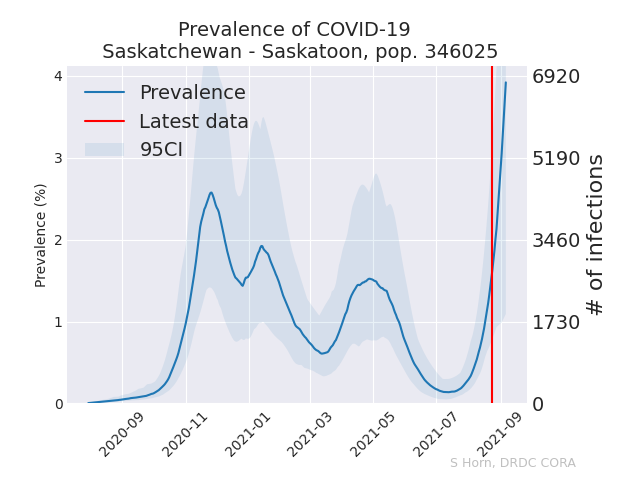 Prevalence of COVID-19
Saskatchewan - Saskatoon, pop. 346025
Prevalence
Latest data
95CI
Prevalence (%)
4
3
2
1
0
6920
5190
3460
1730
0
# of infections
2020-09
2020-11
2021-01
2021-03
2021-05
2021-07
2021-09
S Horn, DRDC CORA